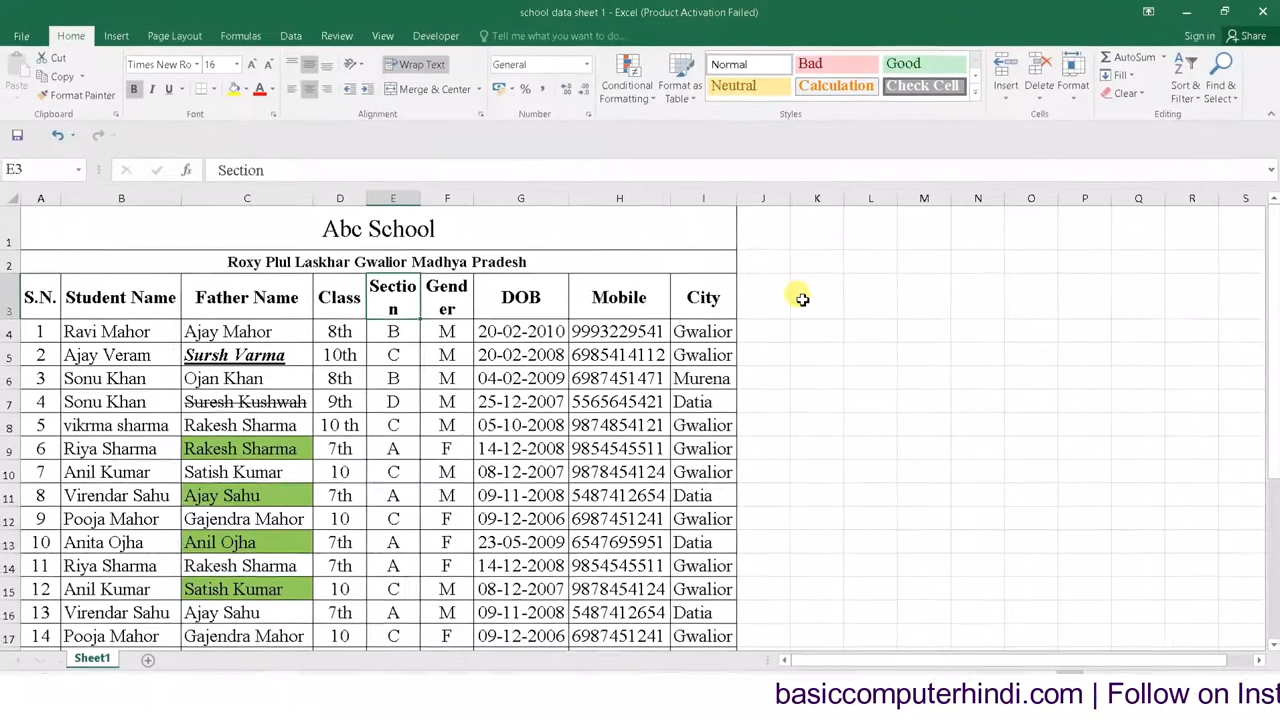 school data sheet 1 - Excel (Product Activation Failed)
File Home Insert Page Layout Formulas Data Review View Developer Tell me what you want to do... Sign in Share
Cut Times New Ro 16 Wrap Text General Normal Bad Good AutoSum
Paste Copy Conditional Formatting Format as Table Insert Delete Format Fill Sort & Filter Find & Select
Format Painter B I U Merge & Center % Neutral Calculation Check Cell Clear
Clipboard Font Alignment Number Styles Cells Editing
E3 fx Section
A B C D E F G H I J K L M N O P Q R S
1 Abc School
2 Roxy Plul Laskhar Gwalior Madhya Pradesh
3 S.N. Student Name Father Name Class Section Gender DOB Mobile City
4 1 Ravi Mahor Ajay Mahor 8th B M 20-02-2010 9993229541 Gwalior
5 2 Ajay Veram Sursh Varma 10th C M 20-02-2008 6985414112 Gwalior
6 3 Sonu Khan Ojan Khan 8th B M 04-02-2009 6987451471 Murena
7 4 Sonu Khan Suresh Kushwah 9th D M 25-12-2007 5565645421 Datia
8 5 vikrma sharma Rakesh Sharma 10 th C M 05-10-2008 9874854121 Gwalior
9 6 Riya Sharma Rakesh Sharma 7th A F 14-12-2008 9854545511 Gwalior
10 7 Anil Kumar Satish Kumar 10 C M 08-12-2007 9878454124 Gwalior
11 8 Virendar Sahu Ajay Sahu 7th A M 09-11-2008 5487412654 Datia
12 9 Pooja Mahor Gajendra Mahor 10 C F 09-12-2006 6987451241 Gwalior
13 10 Anita Ojha Anil Ojha 7th A F 23-05-2009 6547695951 Datia
14 11 Riya Sharma Rakesh Sharma 7th A F 14-12-2008 9854545511 Gwalior
15 12 Anil Kumar Satish Kumar 10 C M 08-12-2007 9878454124 Gwalior
16 13 Virendar Sahu Ajay Sahu 7th A M 09-11-2008 5487412654 Datia
17 14 Pooja Mahor Gajendra Mahor 10 C F 09-12-2006 6987451241 Gwalior
Sheet1
basiccomputerhindi.com | Follow on Inst